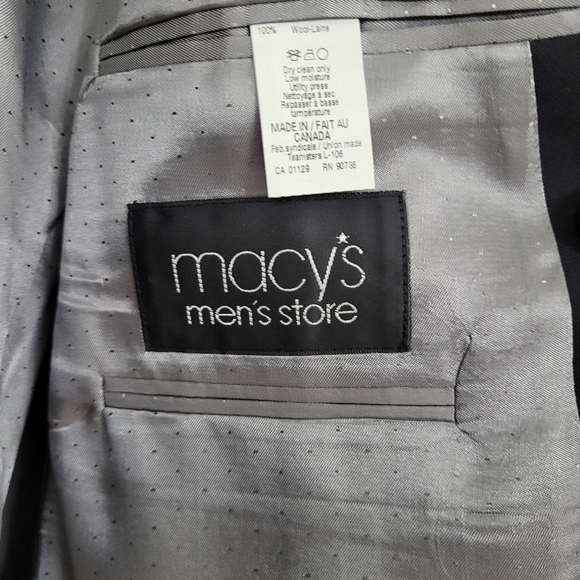 100% Wool-Laine
Dry clean only
Low moisture
Utility press
Nettoyage à sec
Repasser à basse
température
MADE IN / FAIT AU
CANADA
Feb.syndicale / Union made
Teamsters L-106
CA 01129 RN 90736
macy's
men's store